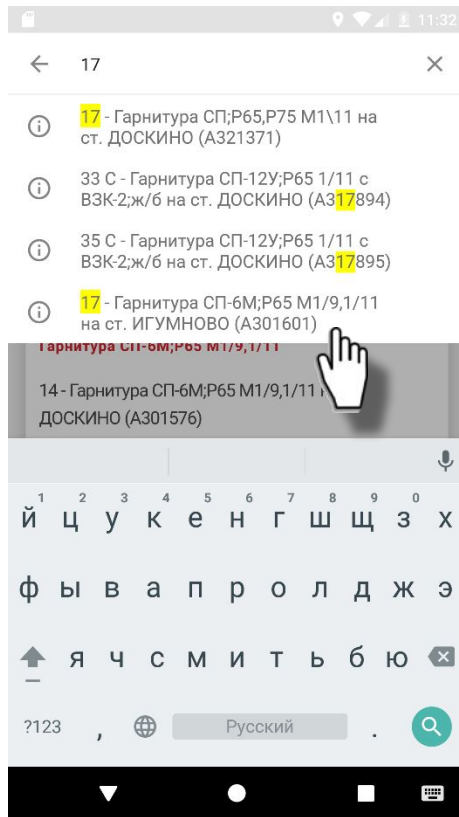 11:32
17
17 - Гарнитура СП;Р65,Р75 М1\11 на
ст. ДОСКИНО (А321371)
33 С - Гарнитура СП-12У;Р65 1/11 с
ВЗК-2;ж/б на ст. ДОСКИНО (А317894)
35 С - Гарнитура СП-12У;Р65 1/11 с
ВЗК-2;ж/б на ст. ДОСКИНО (А317895)
17 - Гарнитура СП-6М;Р65 М1/9,1/11
на ст. ИГУМНОВО (А301601)
Гарнитура СП-6М;Р65 М1/9,1/11
14 - Гарнитура СП-6М;Р65 М1/9,1/11
ДОСКИНО (А301576)
1 2 3 4 5 6 7 8 9 0
й ц у к е н г ш щ з х
ф ы в а п р о л д ж э
я ч с м и т ь б ю
?123 , Русский .